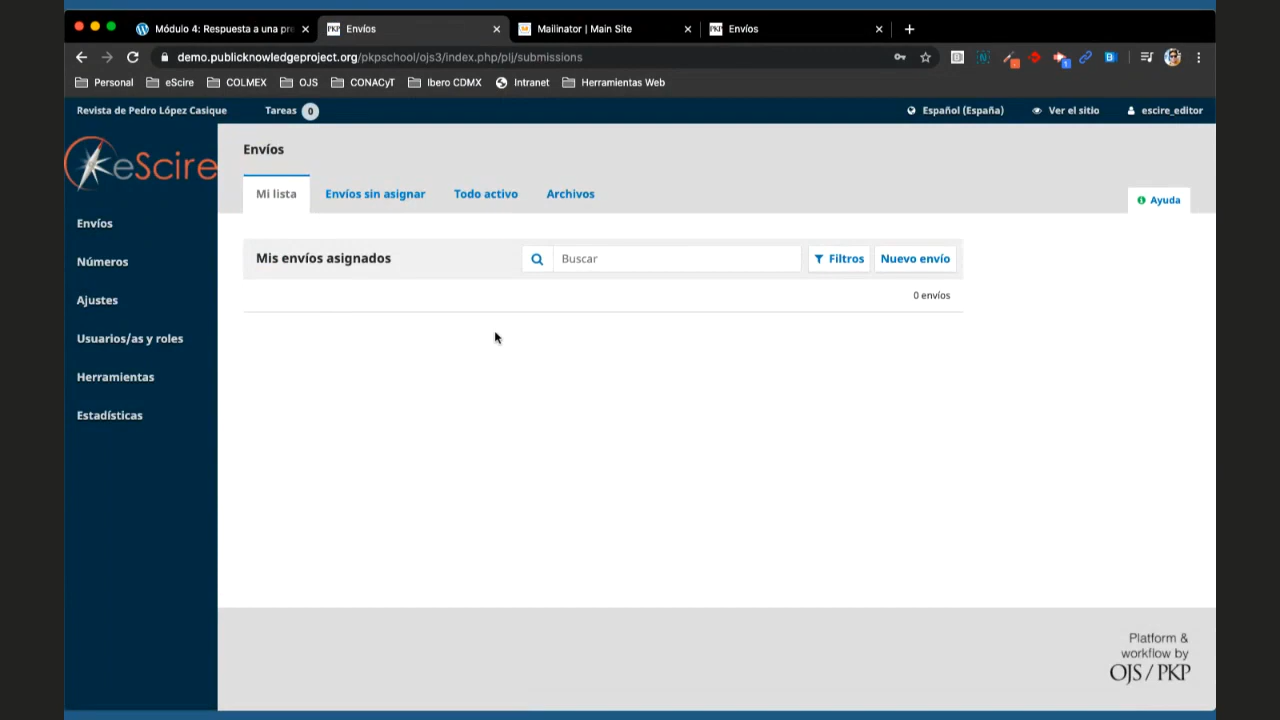 Módulo 4: Respuesta a una pre
Envíos
Mailinator | Main Site
PKP Envíos
demo.publicknowledgeproject.org/pkpschool/ojs3/index.php/plj/submissions
Personal eScire COLMEX OJS CONACyT Ibero CDMX Intranet Herramientas Web
Revista de Pedro López Casique Tareas 0 Español (España) Ver el sitio escire_editor
eScire
Envíos
Números
Ajustes
Usuarios/as y roles
Herramientas
Estadísticas
Envíos
Mi lista Envíos sin asignar Todo activo Archivos
Ayuda
Mis envíos asignados Buscar Filtros Nuevo envío
0 envíos
Platform &
workflow by
OJS / PKP